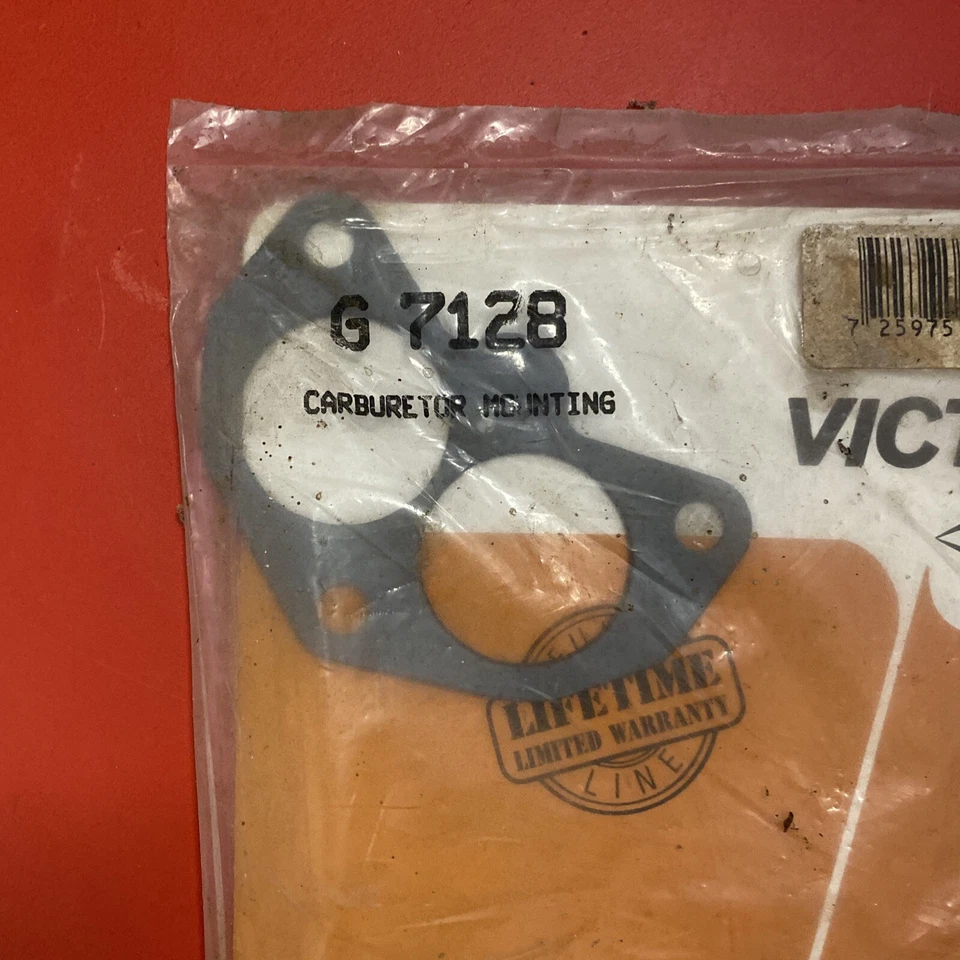 G 7128
CARBURETOR MOUNTING
7 25975
VICT
LIFETIME
LIMITED WARRANTY
LINE